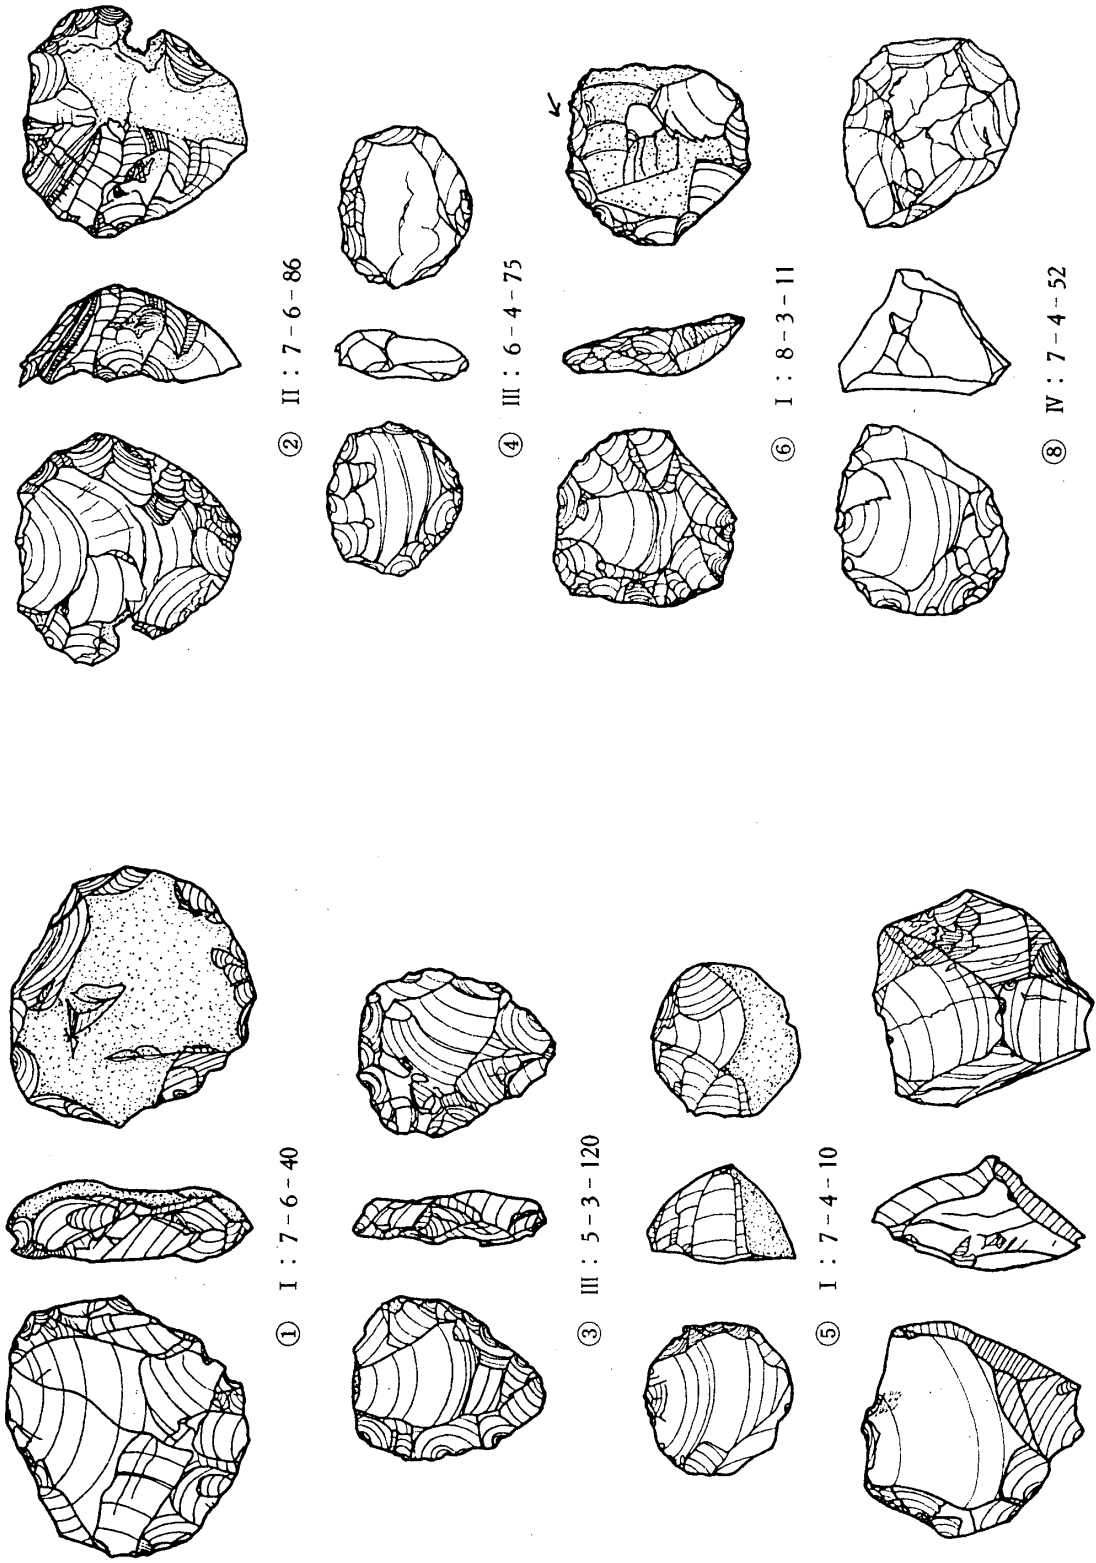 ① I : 7 – 6 – 40
② II : 7 – 6 – 86
③ III : 5 – 3 – 120
④ III : 6 – 4 – 75
⑤ I : 7 – 4 – 10
⑥ I : 8 – 3 – 11
⑧ IV : 7 – 4 – 52